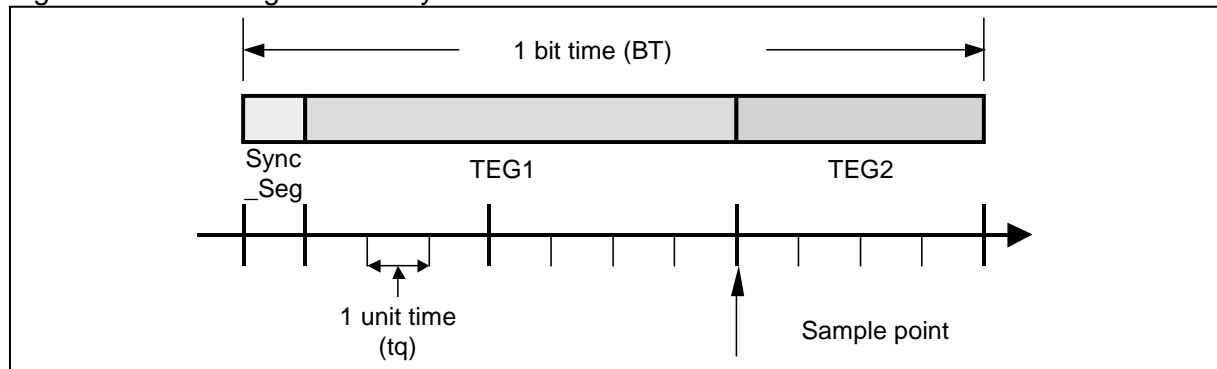 1 bit time (BT)
Sync
_Seg
TEG1
TEG2
1 unit time
(tq)
Sample point